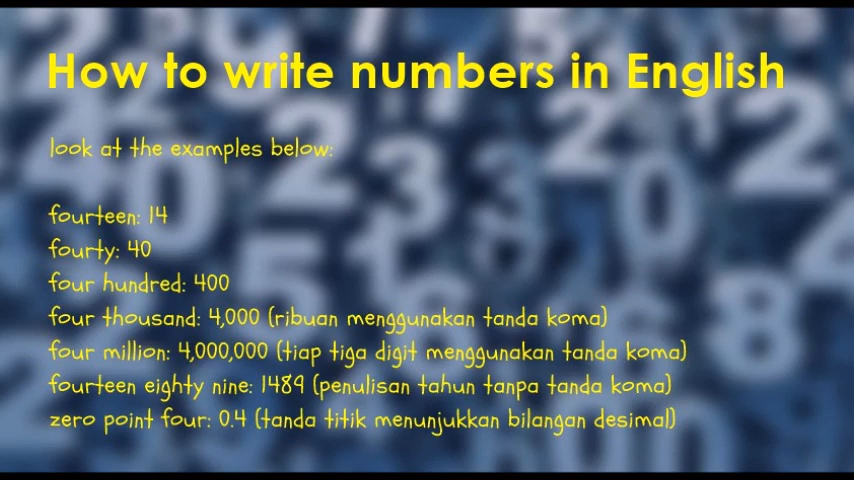 How to write numbers in English
look at the examples below:
fourteen: 14
fourty: 40
four hundred: 400
four thousand: 4,000 (ribuan menggunakan tanda koma)
four million: 4,000,000 (tiap tiga digit menggunakan tanda koma)
fourteen eighty nine: 1489 (penulisan tahun tanpa tanda koma)
zero point four: 0.4 (tanda titik menunjukkan bilangan desimal)